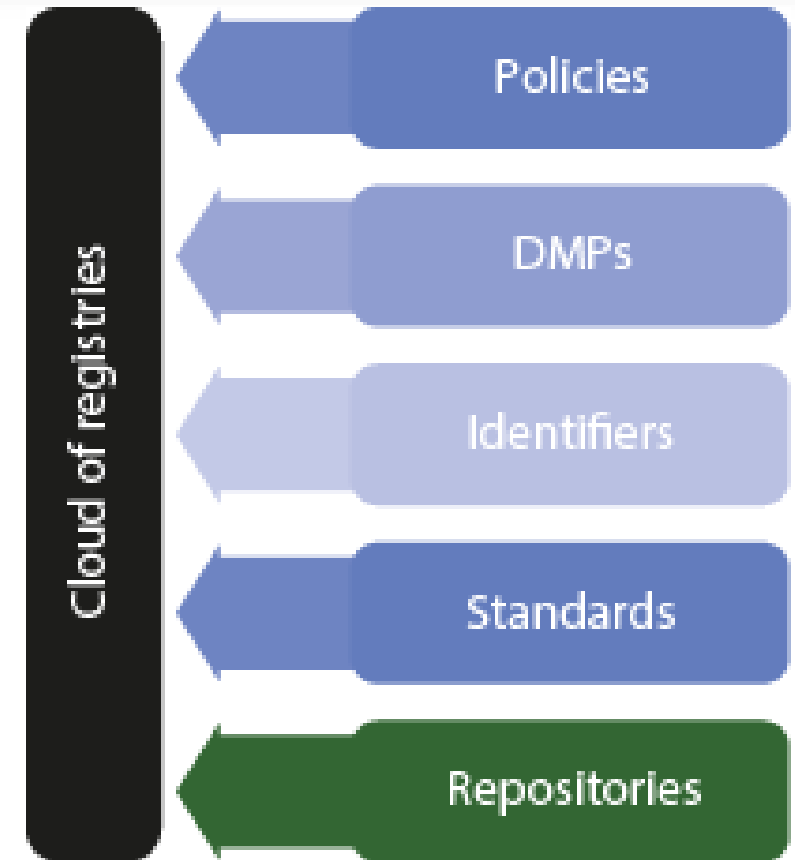 Cloud of registries
Policies
DMPs
Identifiers
Standards
Repositories